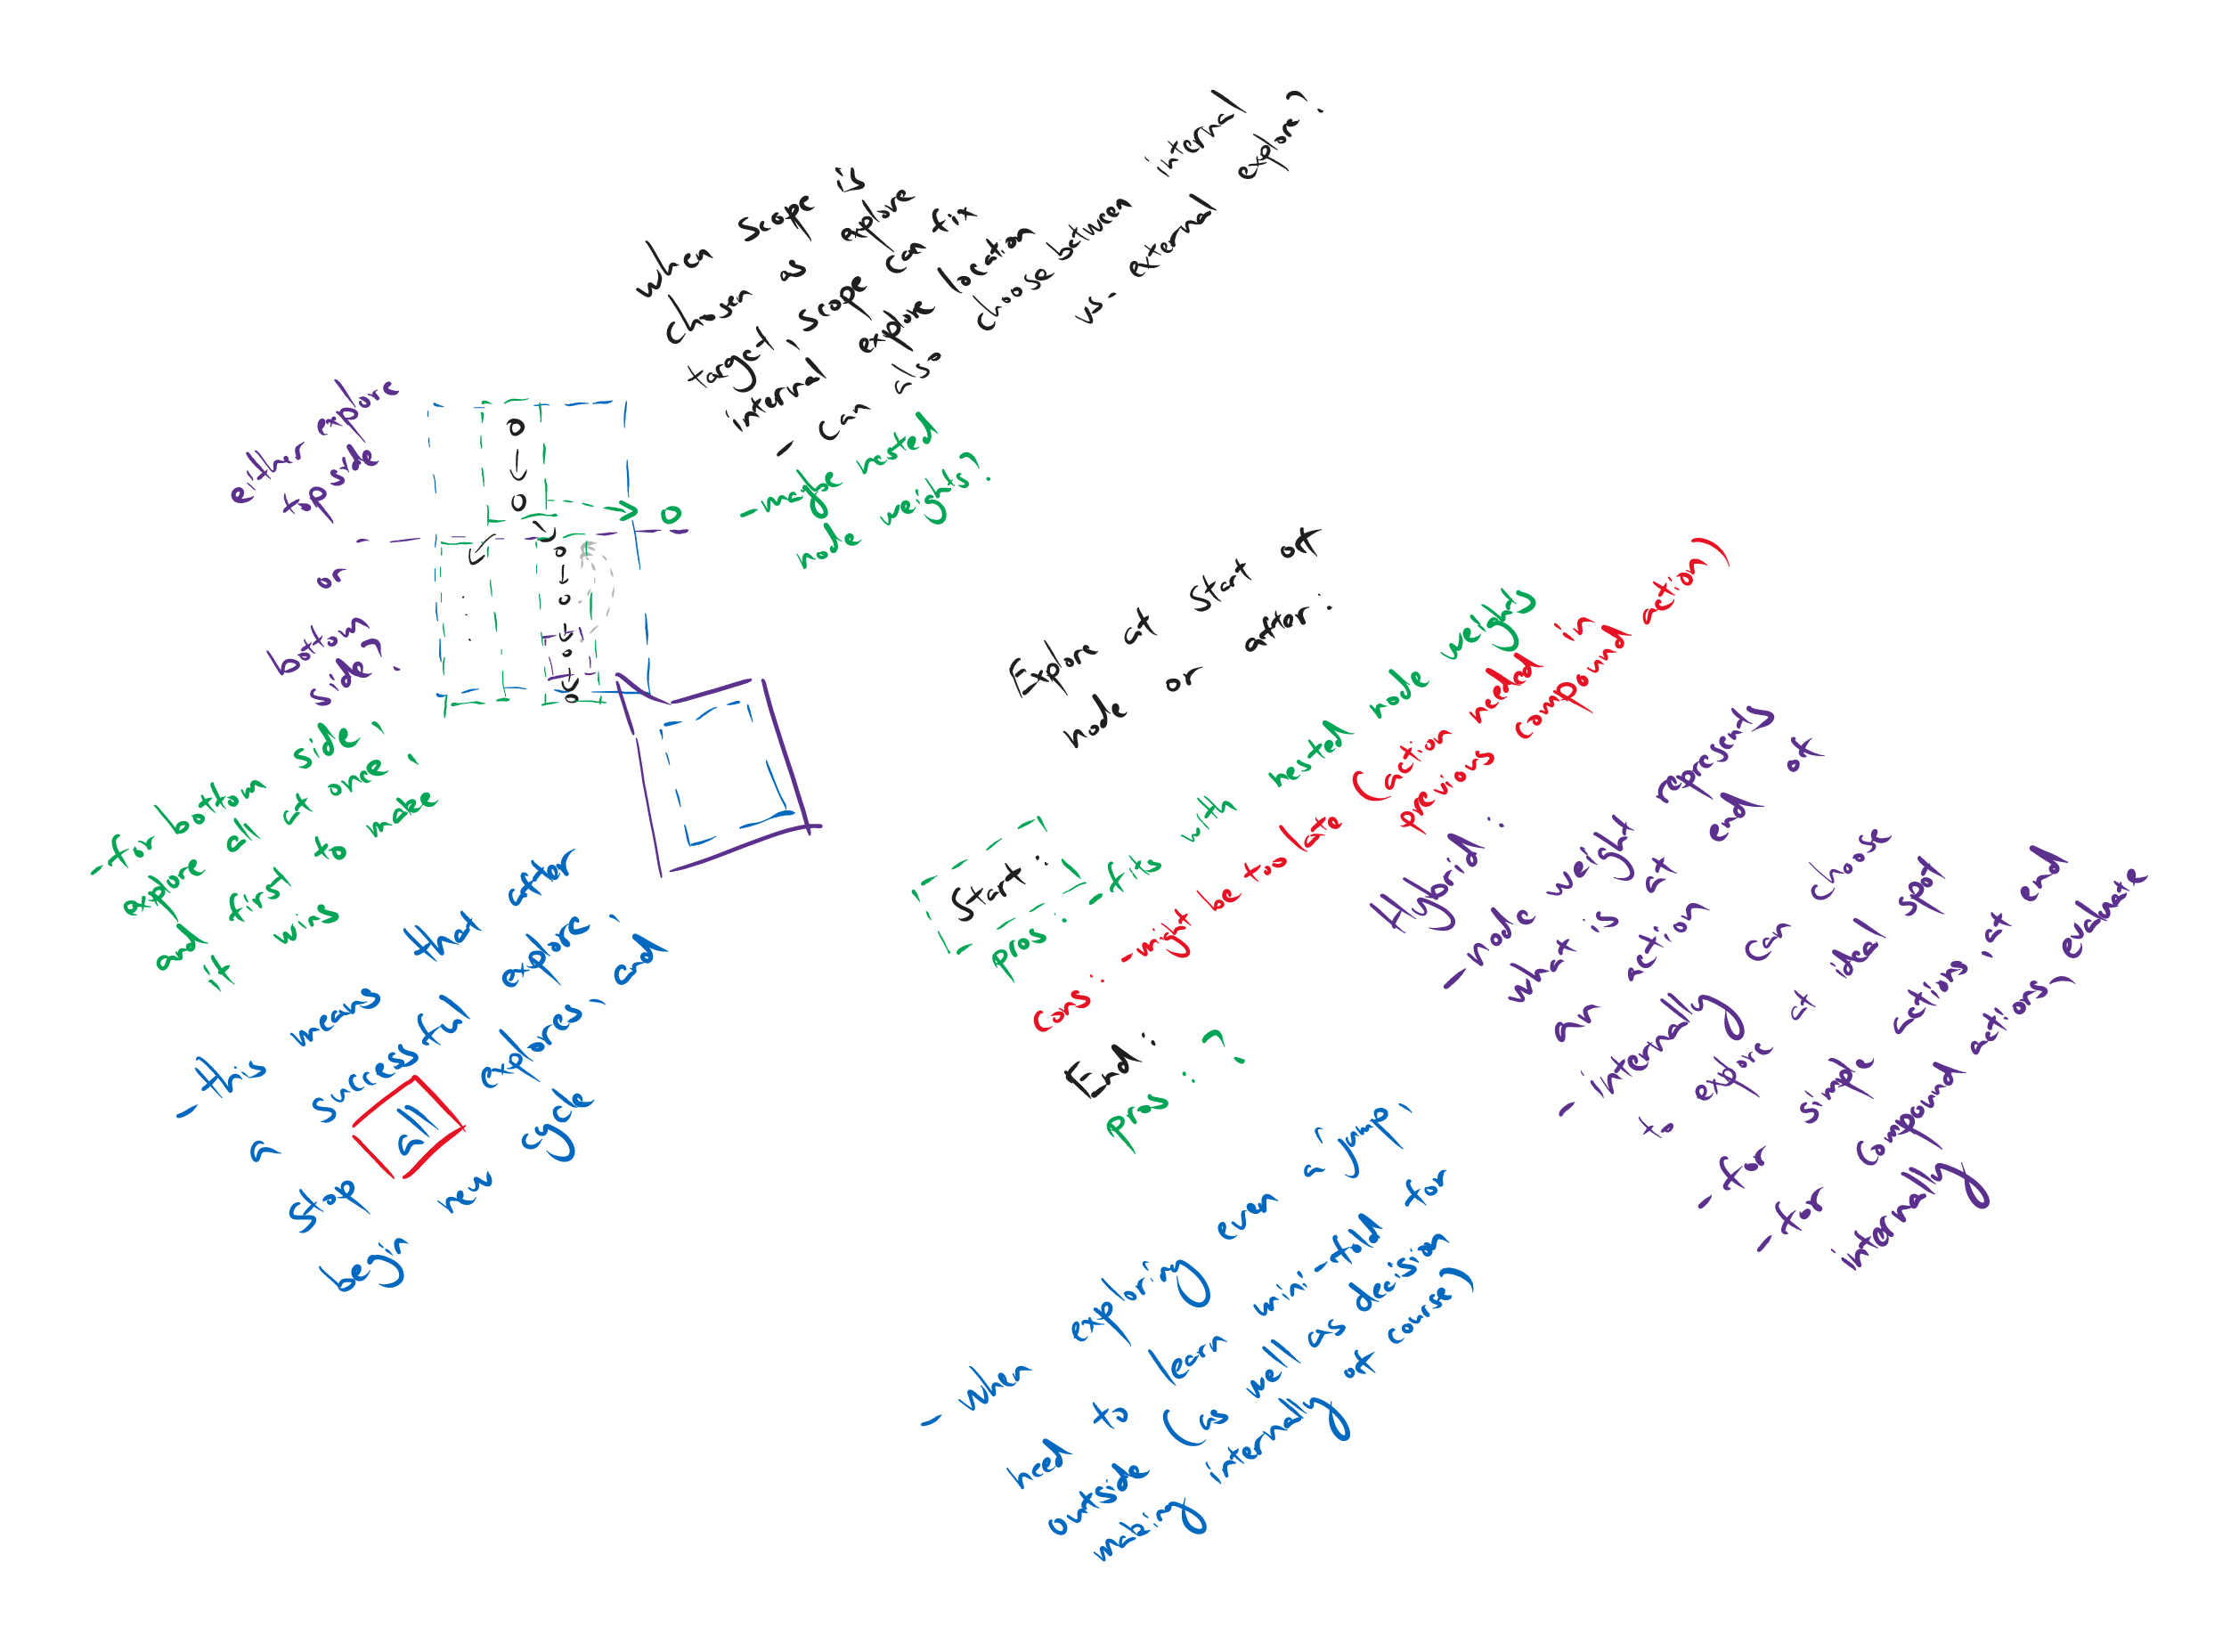 when scope is
chosen as explore
target, scope can fit
internal explore location
- can also choose between internal
vs. external explore?
- maybe nested
node weights?
either explore
topside
or
bottom
side?
- for bottom side,
explore all at once,
and first to make
it wins
- this means that after
a successful explore,
stop all explores, and
begin new cycle
Explore at start of
node or after:
Start:
pros: - fits with nested node weights
cons: - might be too late (action needed in
previous compound action)
End:
pros: ?
Hybrid:
- node weight represents
what is at end of
an action
- internally can choose
to explore at ideal spot
- for simple actions, at end
- for compound actions, evaluate
internally
- when exploring even a 'jump',
need to learn mini-fold for
outside (as well as decision
making internally of course)